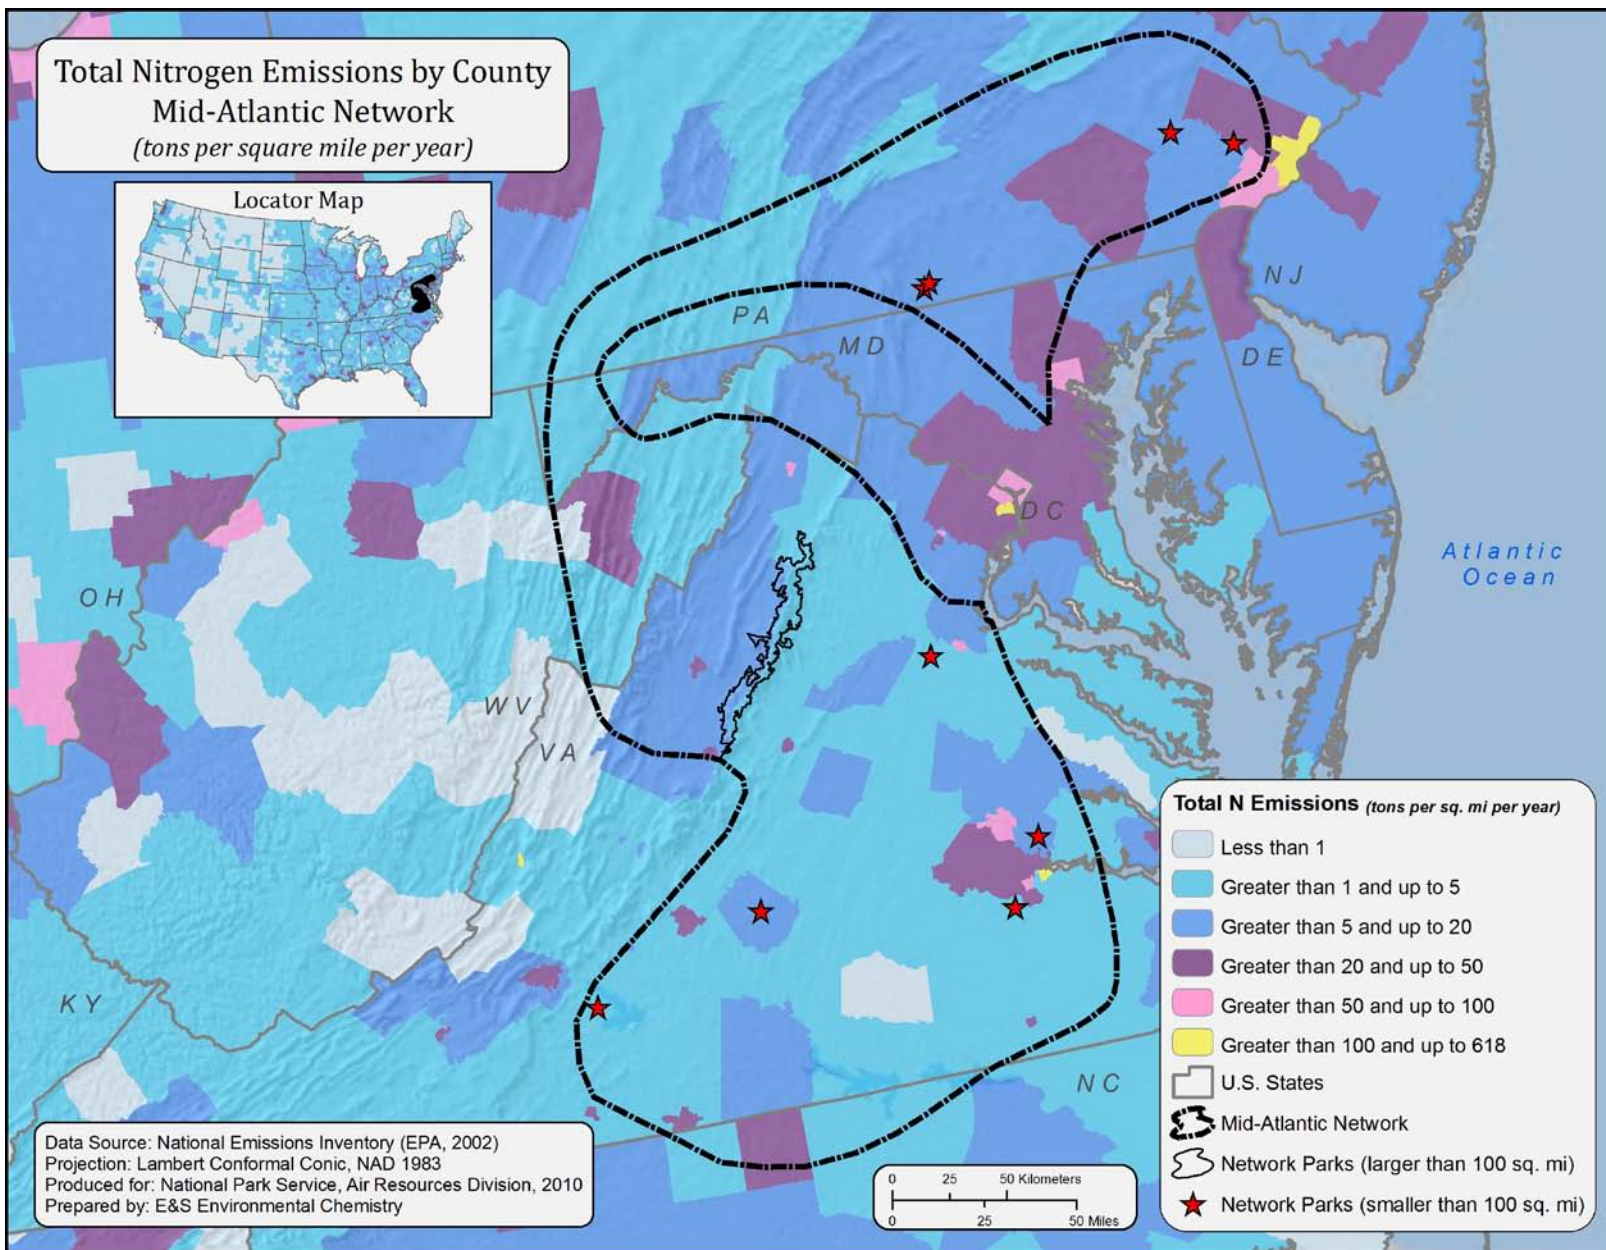 Total Nitrogen Emissions by County
Mid-Atlantic Network
(tons per square mile per year)
Locator Map
PA
MD
NJ
DE
DC
OH
WV
VA
KY
NC
Atlantic
Ocean
Total N Emissions (tons per sq. mi per year)
Less than 1
Greater than 1 and up to 5
Greater than 5 and up to 20
Greater than 20 and up to 50
Greater than 50 and up to 100
Greater than 100 and up to 618
U.S. States
Mid-Atlantic Network
Network Parks (larger than 100 sq. mi)
Network Parks (smaller than 100 sq. mi)
Data Source: National Emissions Inventory (EPA, 2002)
Projection: Lambert Conformal Conic, NAD 1983
Produced for: National Park Service, Air Resources Division, 2010
Prepared by: E&S Environmental Chemistry
0 25 50 Kilometers
0 25 50 Miles